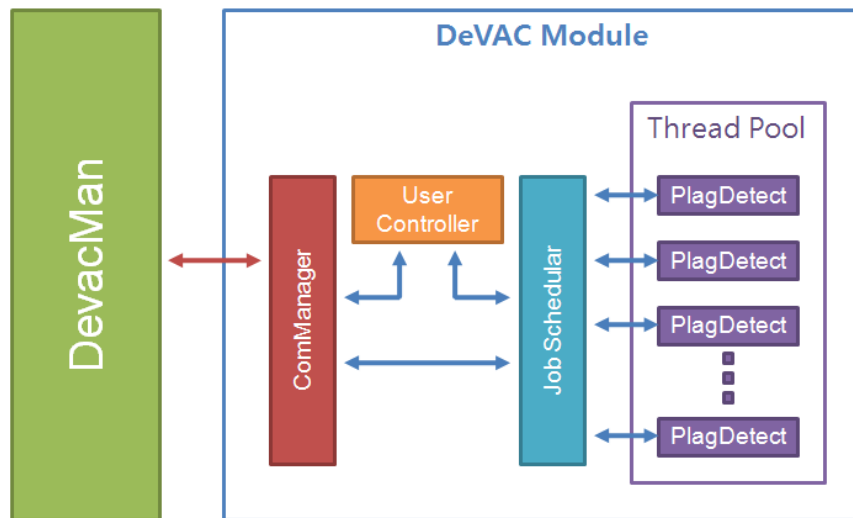 DevacMan
DeVAC Module
ComManager
User
Controller
Job Schedular
Thread Pool
PlagDetect
PlagDetect
PlagDetect
PlagDetect